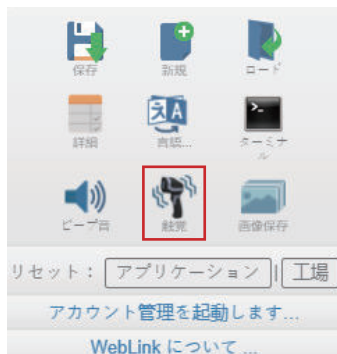 保存 新規 ロード
詳細 言語... ターミナル
ビープ音 触覚 画像保存
リセット： アプリケーション | 工場
アカウント管理を起動します...
WebLink について ...